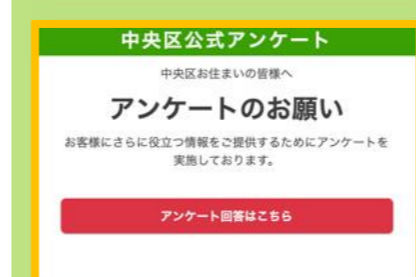 中央区公式アンケート
中央区お住まいの皆様へ
アンケートのお願い
お客様にさらに役立つ情報をご提供するためにアンケートを
実施しております。
アンケート回答はこちら